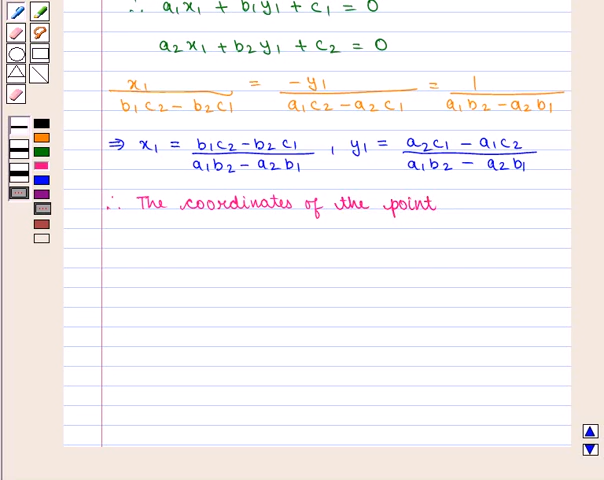 ∴ a₁x₁ + b₁y₁ + c₁ = 0
a₂x₁ + b₂y₁ + c₂ = 0
x₁ / (b₁c₂ − b₂c₁) = −y₁ / (a₁c₂ − a₂c₁) = 1 / (a₁b₂ − a₂b₁)
⇒ x₁ = (b₁c₂ − b₂c₁) / (a₁b₂ − a₂b₁) , y₁ = (a₂c₁ − a₁c₂) / (a₁b₂ − a₂b₁)
∴ The coordinates of the point